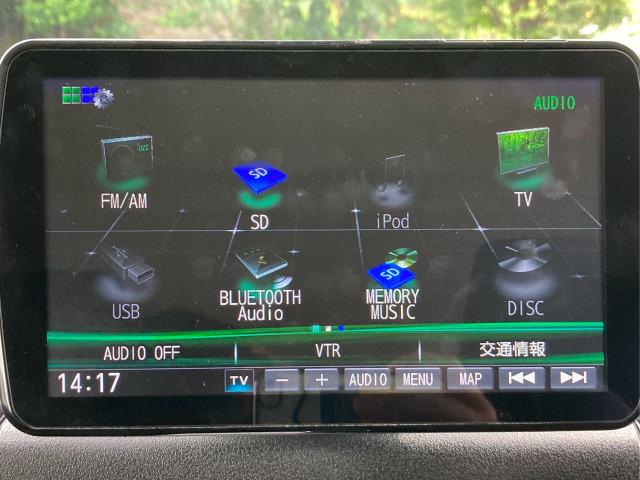 AUDIO
FM/AM
SD
SD
iPod
TV
USB
BLUETOOTH
Audio
SD
MEMORY
MUSIC
DISC
AUDIO OFF
VTR
交通情報
14:17
TV
−
+
AUDIO
MENU
MAP